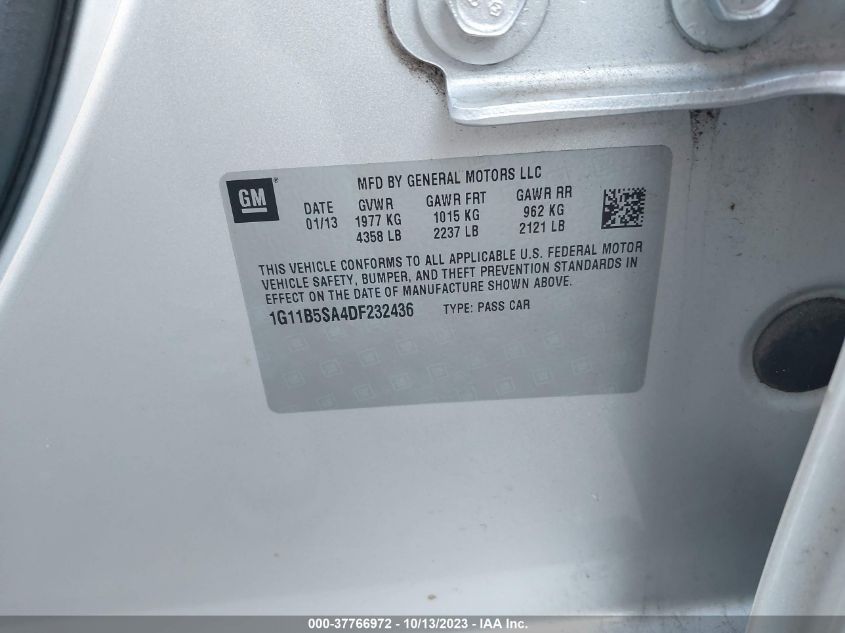 GM
MFD BY GENERAL MOTORS LLC
DATE GVWR GAWR FRT GAWR RR
01/13 1977 KG 1015 KG 962 KG
4358 LB 2237 LB 2121 LB
THIS VEHICLE CONFORMS TO ALL APPLICABLE U.S. FEDERAL MOTOR
VEHICLE SAFETY, BUMPER, AND THEFT PREVENTION STANDARDS IN
EFFECT ON THE DATE OF MANUFACTURE SHOWN ABOVE.
1G11B5SA4DF232436 TYPE: PASS CAR
000-37766972 - 10/13/2023 - IAA Inc.